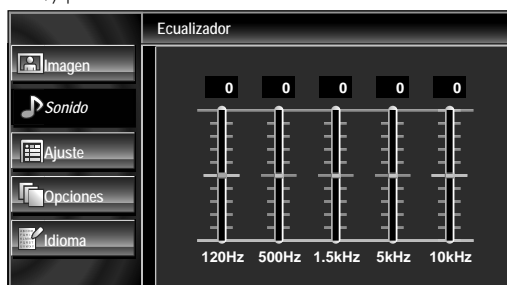 Ecualizador
Imagen
Sonido
Ajuste
Opciones
Idioma
0 0 0 0 0
120Hz 500Hz 1.5kHz 5kHz 10kHz